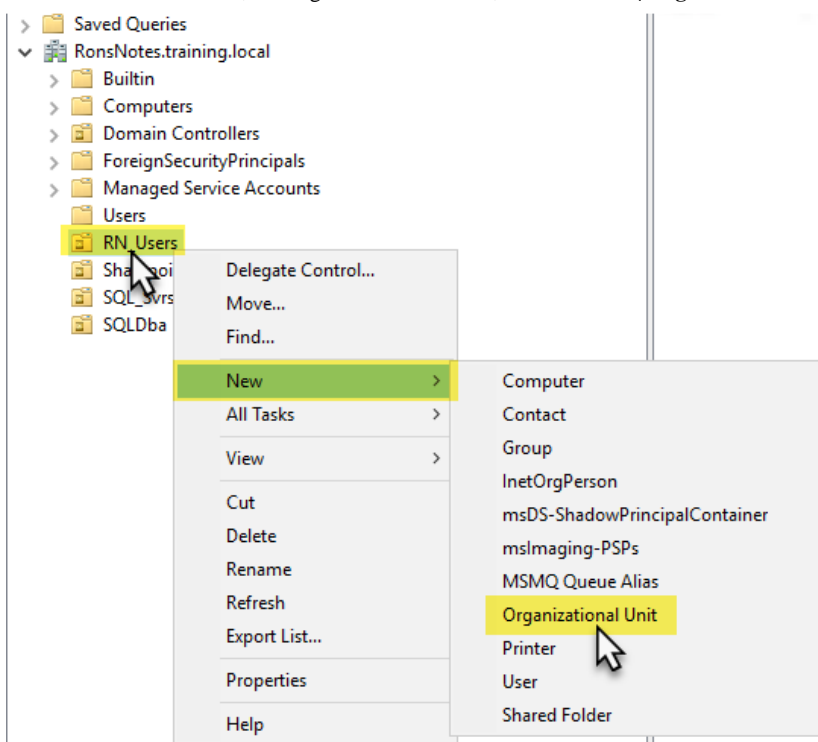 Saved Queries
RonsNotes.training.local
Builtin
Computers
Domain Controllers
ForeignSecurityPrincipals
Managed Service Accounts
Users
RN_Users
SQLDba
Delegate Control...
Move...
Find...
New
All Tasks
View
Cut
Delete
Rename
Refresh
Export List...
Properties
Help
Computer
Contact
Group
InetOrgPerson
msDS-ShadowPrincipalContainer
msImaging-PSPs
MSMQ Queue Alias
Organizational Unit
Printer
User
Shared Folder